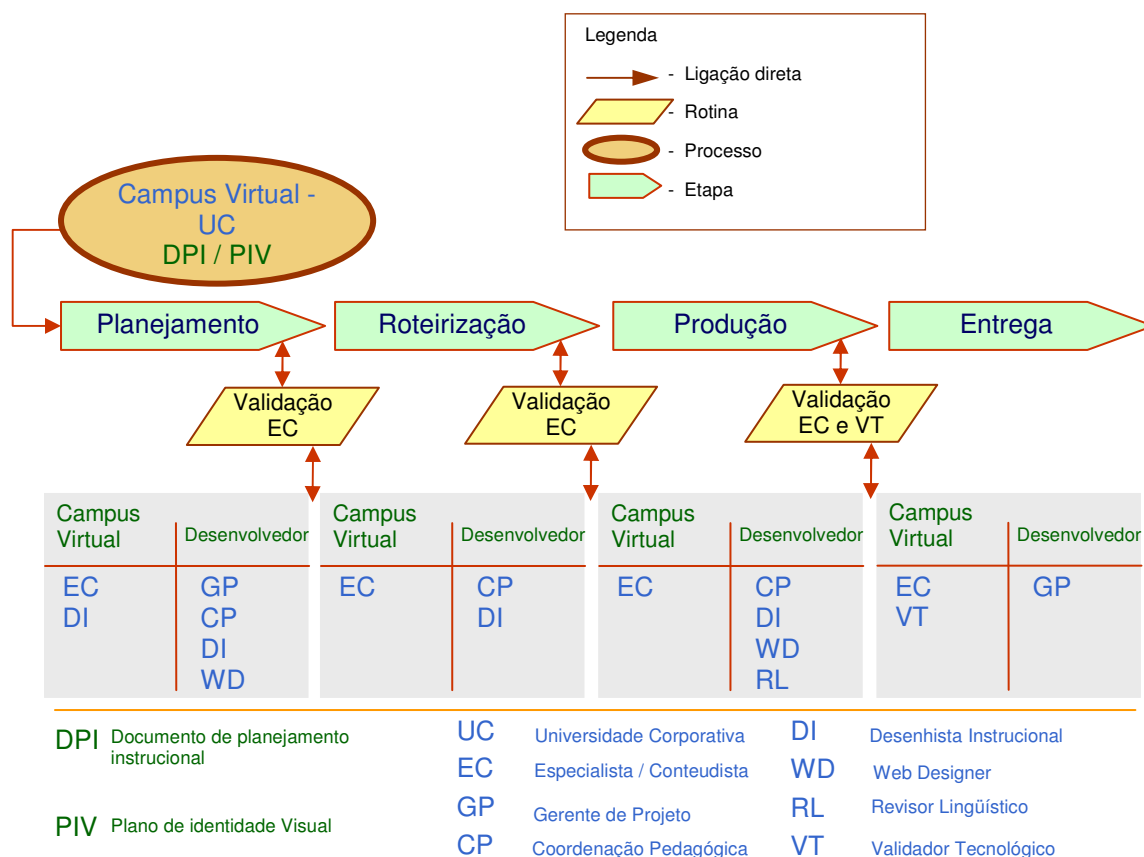 Legenda
- Ligação direta
- Rotina
- Processo
- Etapa
Campus Virtual -
UC
DPI / PIV
Planejamento
Roteirização
Produção
Entrega
Validação
EC
Validação
EC
Validação
EC e VT
Campus
Virtual
Desenvolvedor
EC
DI
GP
CP
DI
WD
Campus
Virtual
Desenvolvedor
EC
CP
DI
Campus
Virtual
Desenvolvedor
EC
CP
DI
WD
RL
Campus
Virtual
Desenvolvedor
EC
VT
GP
DPI Documento de planejamento
instrucional
PIV Plano de identidade Visual
UC Universidade Corporativa
EC Especialista / Conteudista
GP Gerente de Projeto
CP Coordenação Pedagógica
DI Desenhista Instrucional
WD Web Designer
RL Revisor Lingüístico
VT Validador Tecnológico